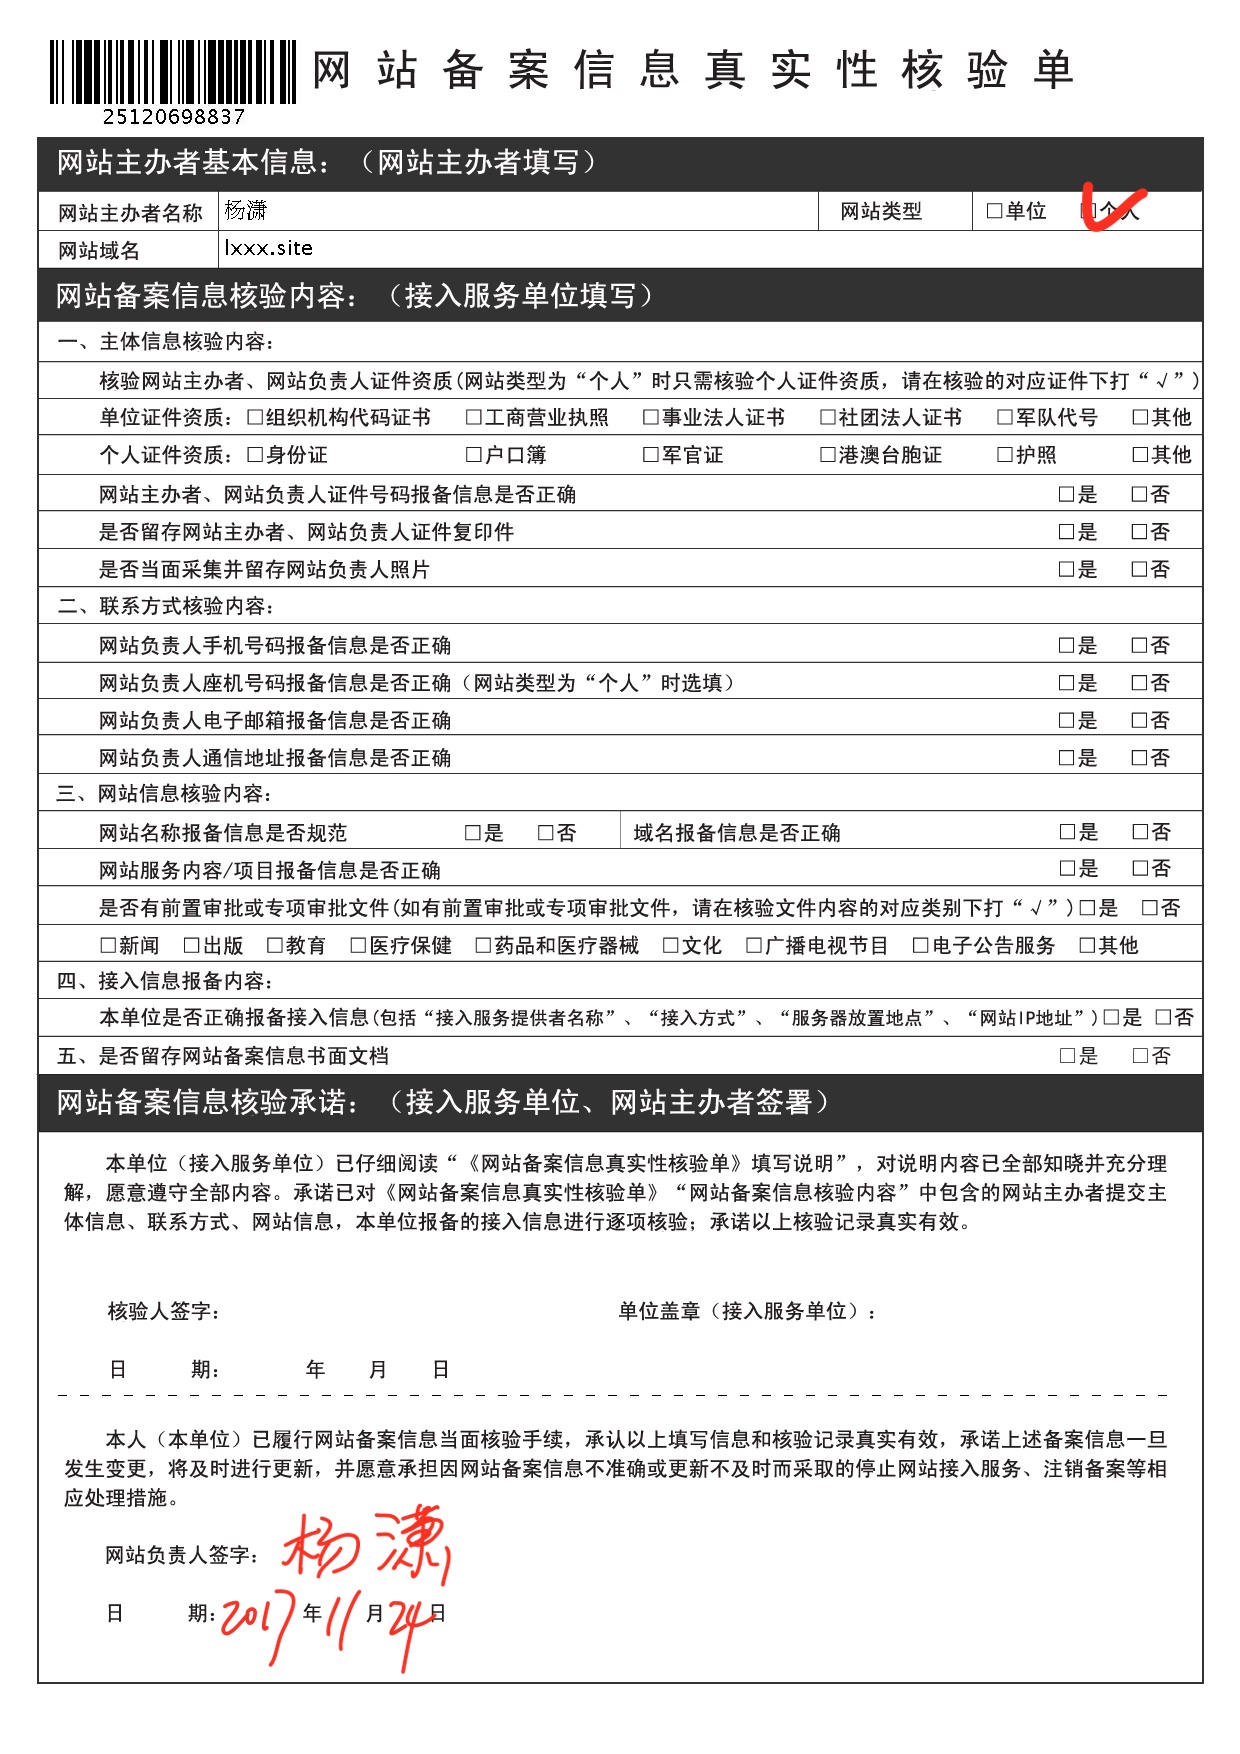 网站备案信息真实性核验单
25120698837
网站主办者基本信息：（网站主办者填写）
网站主办者名称 杨潇 网站类型 □单位 □个人
网站域名 lxxx.site
网站备案信息核验内容：（接入服务单位填写）
一、主体信息核验内容：
核验网站主办者、网站负责人证件资质(网站类型为“个人”时只需核验个人证件资质，请在核验的对应证件下打“√”)
单位证件资质：□组织机构代码证书 □工商营业执照 □事业法人证书 □社团法人证书 □军队代号 □其他
个人证件资质：□身份证 □户口簿 □军官证 □港澳台胞证 □护照 □其他
网站主办者、网站负责人证件号码报备信息是否正确 □是 □否
是否留存网站主办者、网站负责人证件复印件 □是 □否
是否当面采集并留存网站负责人照片 □是 □否
二、联系方式核验内容：
网站负责人手机号码报备信息是否正确 □是 □否
网站负责人座机号码报备信息是否正确（网站类型为“个人”时选填） □是 □否
网站负责人电子邮箱报备信息是否正确 □是 □否
网站负责人通信地址报备信息是否正确 □是 □否
三、网站信息核验内容：
网站名称报备信息是否规范 □是 □否 域名报备信息是否正确 □是 □否
网站服务内容/项目报备信息是否正确 □是 □否
是否有前置审批或专项审批文件(如有前置审批或专项审批文件，请在核验文件内容的对应类别下打“√”)□是 □否
□新闻 □出版 □教育 □医疗保健 □药品和医疗器械 □文化 □广播电视节目 □电子公告服务 □其他
四、接入信息报备内容：
本单位是否正确报备接入信息(包括“接入服务提供者名称”、“接入方式”、“服务器放置地点”、“网站IP地址”)□是 □否
五、是否留存网站备案信息书面文档 □是 □否
网站备案信息核验承诺：（接入服务单位、网站主办者签署）
本单位（接入服务单位）已仔细阅读“《网站备案信息真实性核验单》填写说明”，对说明内容已全部知晓并充分理
解，愿意遵守全部内容。承诺已对《网站备案信息真实性核验单》“网站备案信息核验内容”中包含的网站主办者提交主
体信息、联系方式、网站信息，本单位报备的接入信息进行逐项核验；承诺以上核验记录真实有效。
核验人签字： 单位盖章（接入服务单位）：
日 期： 年 月 日
本人（本单位）已履行网站备案信息当面核验手续，承认以上填写信息和核验记录真实有效，承诺上述备案信息一旦
发生变更，将及时进行更新，并愿意承担因网站备案信息不准确或更新不及时而采取的停止网站接入服务、注销备案等相
应处理措施。
网站负责人签字：杨潇
日 期：2017年11月24日